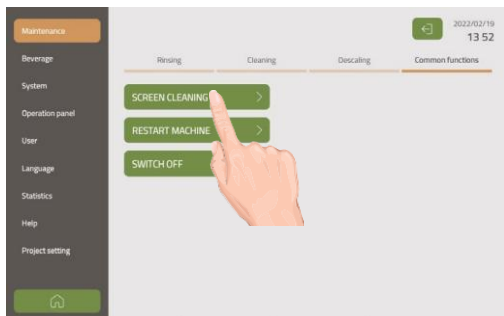 Maintenance
Beverage
System
Operation panel
User
Language
Statistics
Help
Project setting
2022/02/19
13 52
Rinsing Cleaning Descaling Common functions
SCREEN CLEANING
RESTART MACHINE
SWITCH OFF